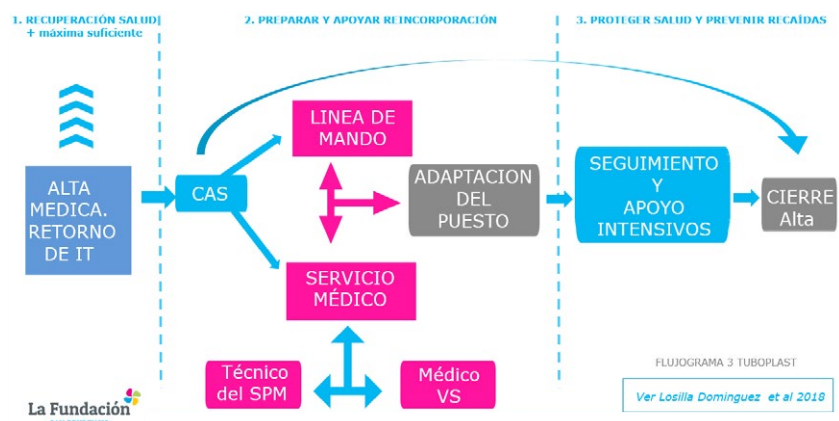 1. RECUPERACIÓN SALUD
+ máxima suficiente
2. PREPARAR Y APOYAR REINCORPORACIÓN
3. PROTEGER SALUD Y PREVENIR RECAÍDAS
ALTA
MEDICA.
RETORNO
DE IT
CAS
LINEA DE
MANDO
SERVICIO
MÉDICO
Técnico
del SPM
Médico
VS
ADAPTACION
DEL
PUESTO
SEGUIMIENTO
Y
APOYO
INTENSIVOS
CIERRE
Alta
FLUJOGRAMA 3 TUBOPLAST
Ver Losilla Dominguez et al 2018
La Fundación